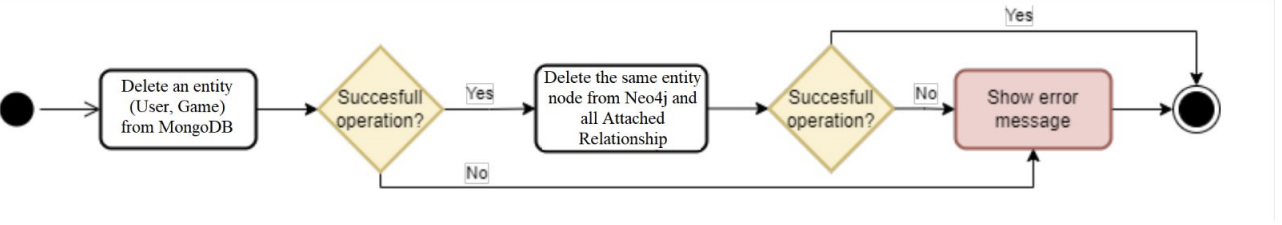 Yes
Delete an entity
(User, Game)
from MongoDB
Succesfull
operation?
Yes
Delete the same entity
node from Neo4j and
all Attached
Relationship
Succesfull
operation?
No
Show error
message
No